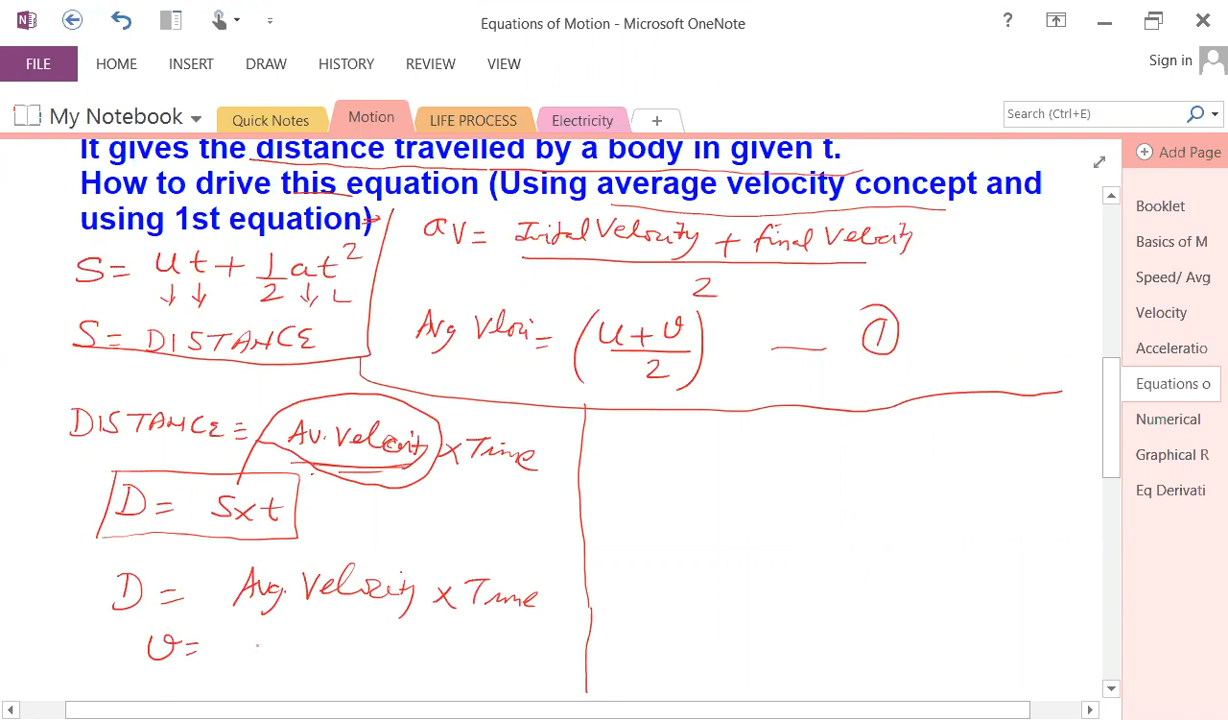 Equations of Motion - Microsoft OneNote
?
FILE HOME INSERT DRAW HISTORY REVIEW VIEW
Sign in
My Notebook Quick Notes Motion LIFE PROCESS Electricity +
Search (Ctrl+E)
It gives the distance travelled by a body in given t.
How to drive this equation (Using average velocity concept and
using 1st equation)
av = Inital Velocity + final Velocity / 2
S = ut + 1/2 at²
S = DISTANCE
Avg Vloi = (u + v / 2) — ①
DISTANCE = Av. Velocity × Time
D = S×t
D = Avg. Velocity × Time
v =
Add Page
Booklet
Basics of M
Speed/ Avg
Velocity
Acceleratio
Equations o
Numerical
Graphical R
Eq Derivati